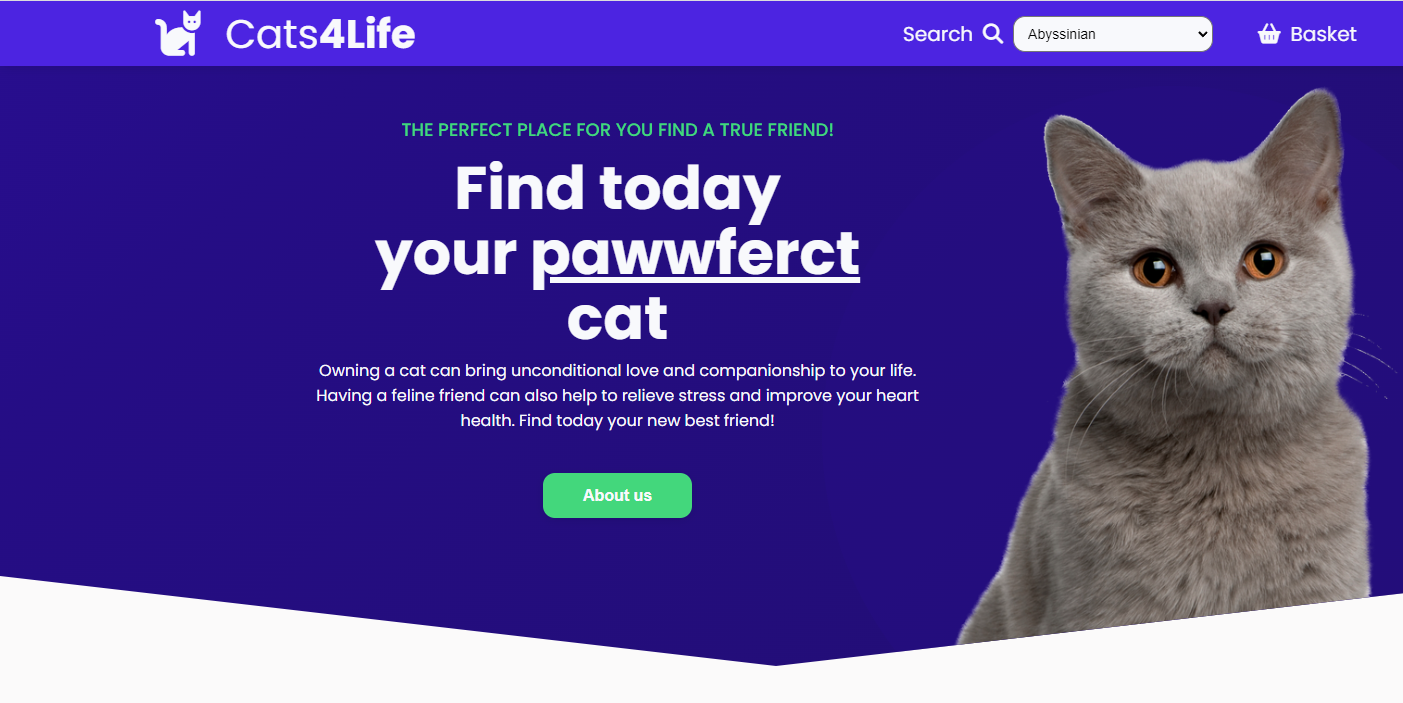 Cats4Life
Search
Abyssinian
Basket
THE PERFECT PLACE FOR YOU FIND A TRUE FRIEND!
Find today
your pawwferct
cat
Owning a cat can bring unconditional love and companionship to your life.
Having a feline friend can also help to relieve stress and improve your heart
health. Find today your new best friend!
About us